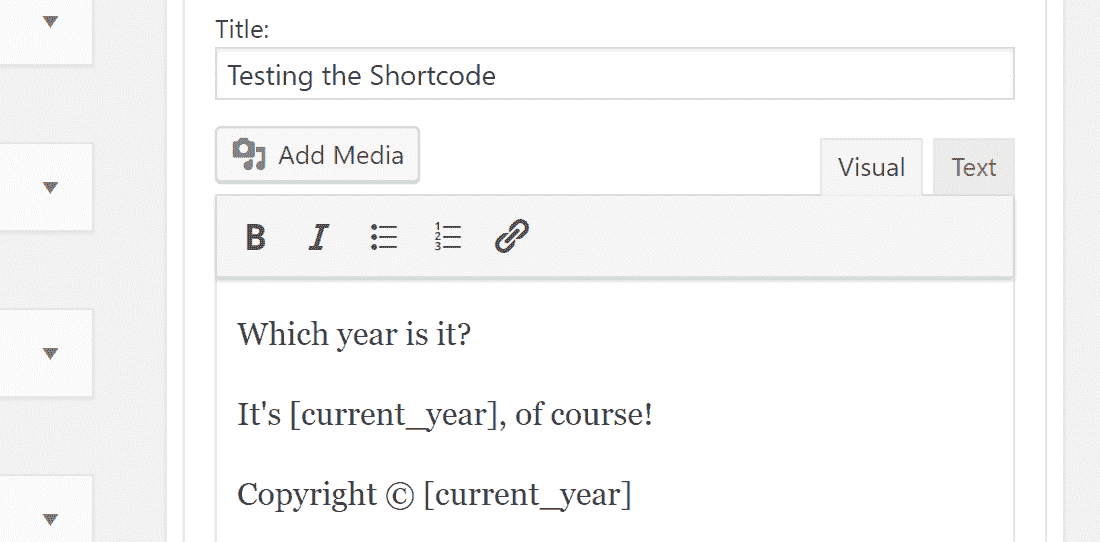 Title:
Testing the Shortcode
Add Media
Visual Text
B I
Which year is it?
It's [current_year], of course!
Copyright © [current_year]